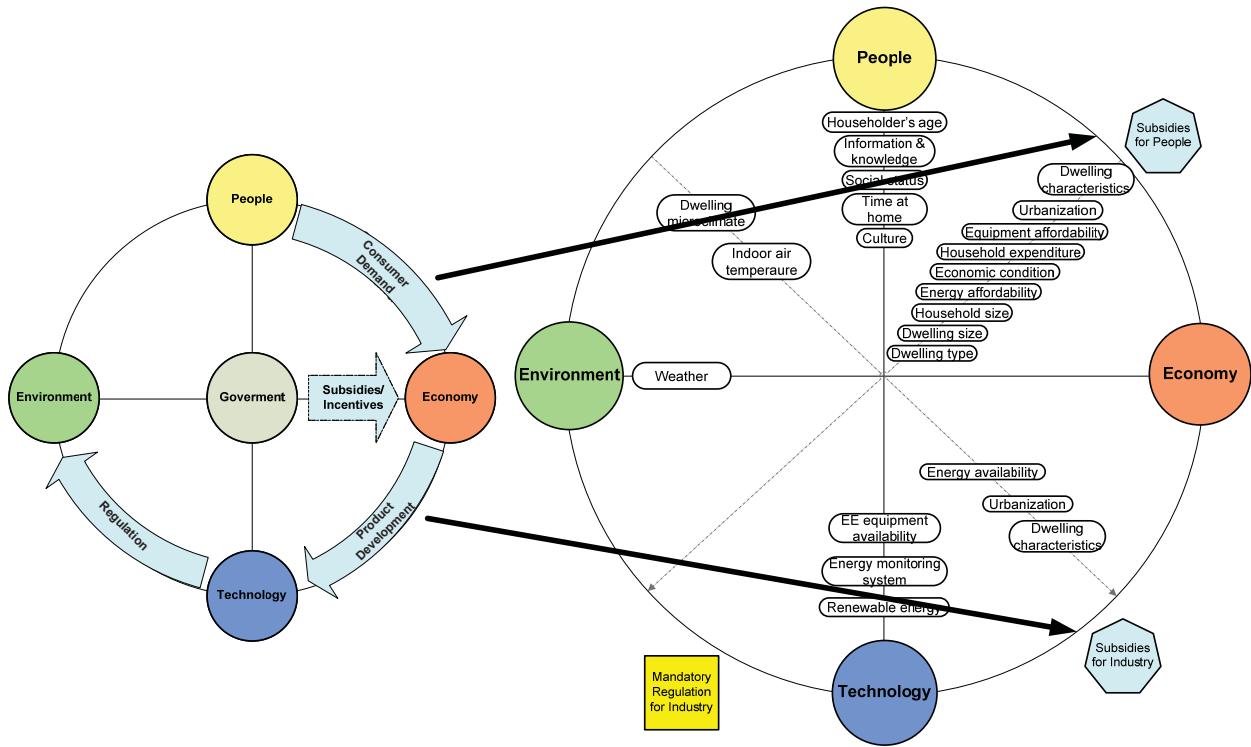 People
Consumer
Demand
Environment
Goverment
Subsidies/
Incentives
Economy
Regulation
Product
Development
Technology
People
Householder's age
Information &
knowledge
Social status
Time at
home
Culture
Subsidies
for People
Dwelling
microclimate
Indoor air
temperaure
Dwelling
characteristics
Urbanization
Equipment affordability
Household expenditure
Economic condition
Energy affordability
Household size
Dwelling size
Dwelling type
Environment
Weather
Economy
Energy availability
Urbanization
Dwelling
characteristics
EE equipment
availability
Energy monitoring
system
Renewable energy
Technology
Mandatory
Regulation
for Industry
Subsidies
for Industry